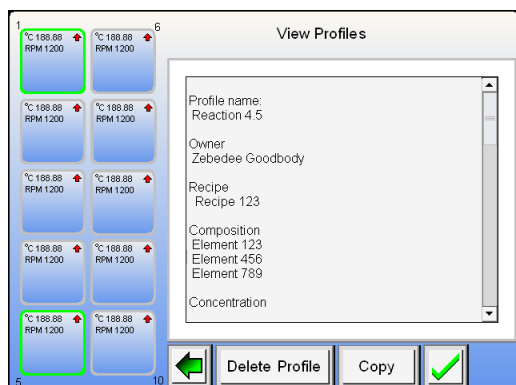 1
6
°C 188.88
RPM 1200
°C 188.88
RPM 1200
°C 188.88
RPM 1200
°C 188.88
RPM 1200
°C 188.88
RPM 1200
°C 188.88
RPM 1200
°C 188.88
RPM 1200
°C 188.88
RPM 1200
°C 188.88
RPM 1200
°C 188.88
RPM 1200
5
10
View Profiles
Profile name:
Reaction 4.5
Owner
Zebedee Goodbody
Recipe
Recipe 123
Composition
Element 123
Element 456
Element 789
Concentration
Delete Profile
Copy